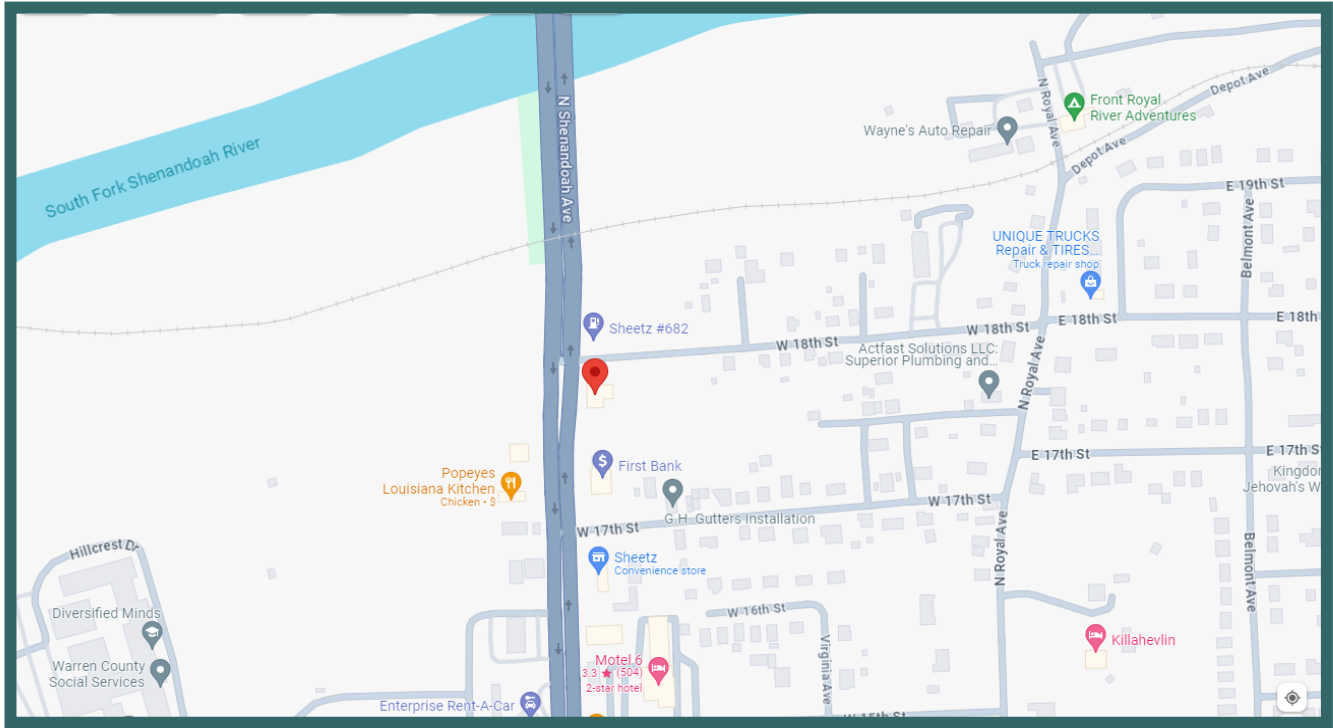 South Fork Shenandoah River
N Shenandoah Ave
Wayne's Auto Repair
N Royal Ave
Front Royal
River Adventures
Depot Ave
Depot Ave
E 19th St
Belmont Ave
UNIQUE TRUCKS
Repair & TIRES...
Truck repair shop
Sheetz #682
W 18th St
W 18th St
E 18th St
E 18th
Actfast Solutions LLC:
Superior Plumbing and...
N Royal Ave
E 17th St
E 17th S
Kingdo
Jehovah's W
Popeyes
Louisiana Kitchen
Chicken • $
First Bank
G.H. Gutters Installation
W 17th St
W 17th St
N Royal Ave
Belmont Ave
Hillcrest Dr
Sheetz
Convenience store
Diversified Minds
W 16th St
Virginia Ave
Killahevlin
Warren County
Social Services
Motel 6
3.3 ★ (504)
2-star hotel
Enterprise Rent-A-Car
W 15th St